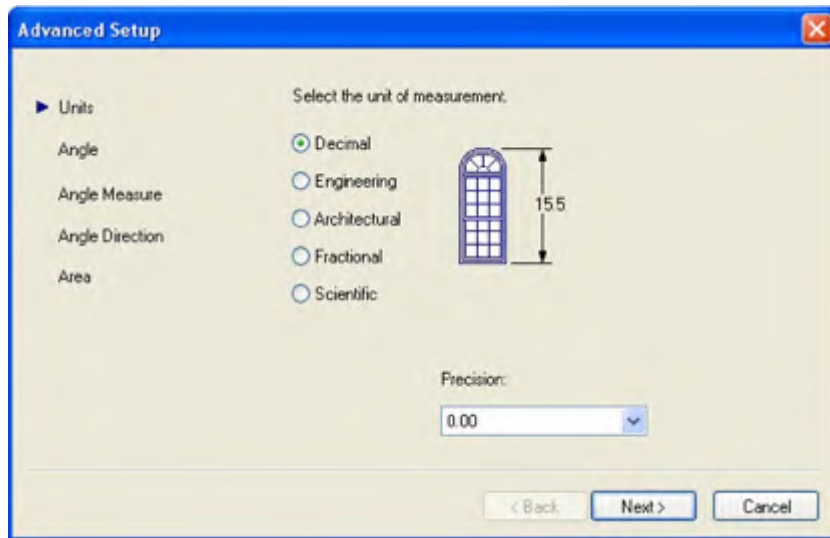 Advanced Setup
Units
Angle
Angle Measure
Angle Direction
Area
Select the unit of measurement.
Decimal
Engineering
Architectural
Fractional
Scientific
15.5
Precision:
0.00
< Back
Next >
Cancel